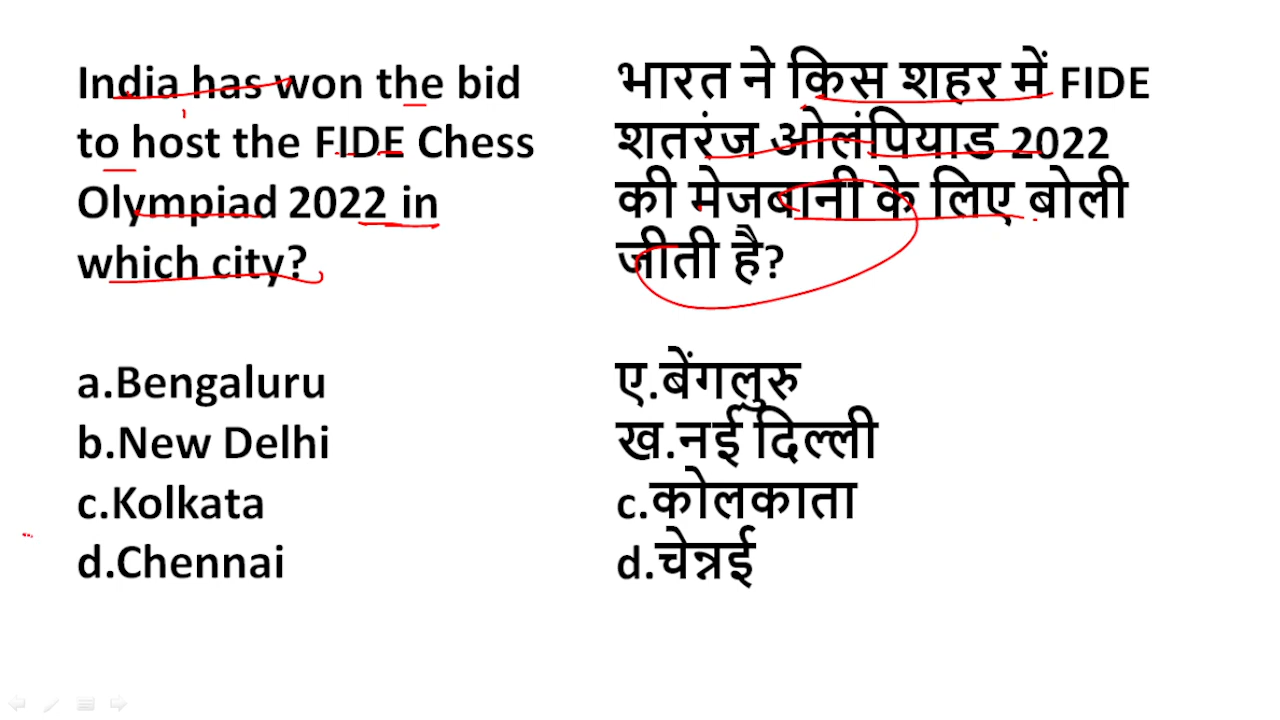 India has won the bid
to host the FIDE Chess
Olympiad 2022 in
which city?
a.Bengaluru
b.New Delhi
c.Kolkata
d.Chennai
भारत ने किस शहर में FIDE
शतरंज ओलंपियाड 2022
की मेजबानी के लिए बोली
जीती है?
ए.बेंगलुरु
ख.नई दिल्ली
c.कोलकाता
d.चेन्नई